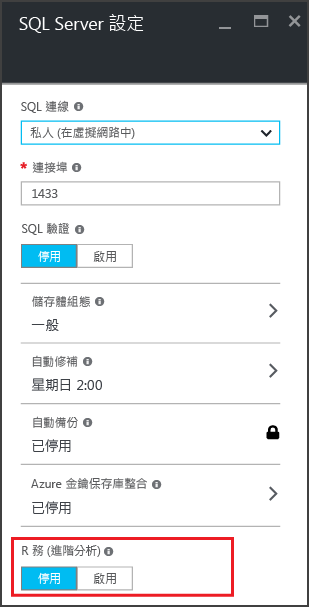 SQL Server 設定
SQL 連線
私人 (在虛擬網路中)
* 連接埠
1433
SQL 驗證
停用 啟用
儲存體組態
一般
自動修補
星期日 2:00
自動備份
已停用
Azure 金鑰保存庫整合
已停用
R 務 (進階分析)
停用 啟用